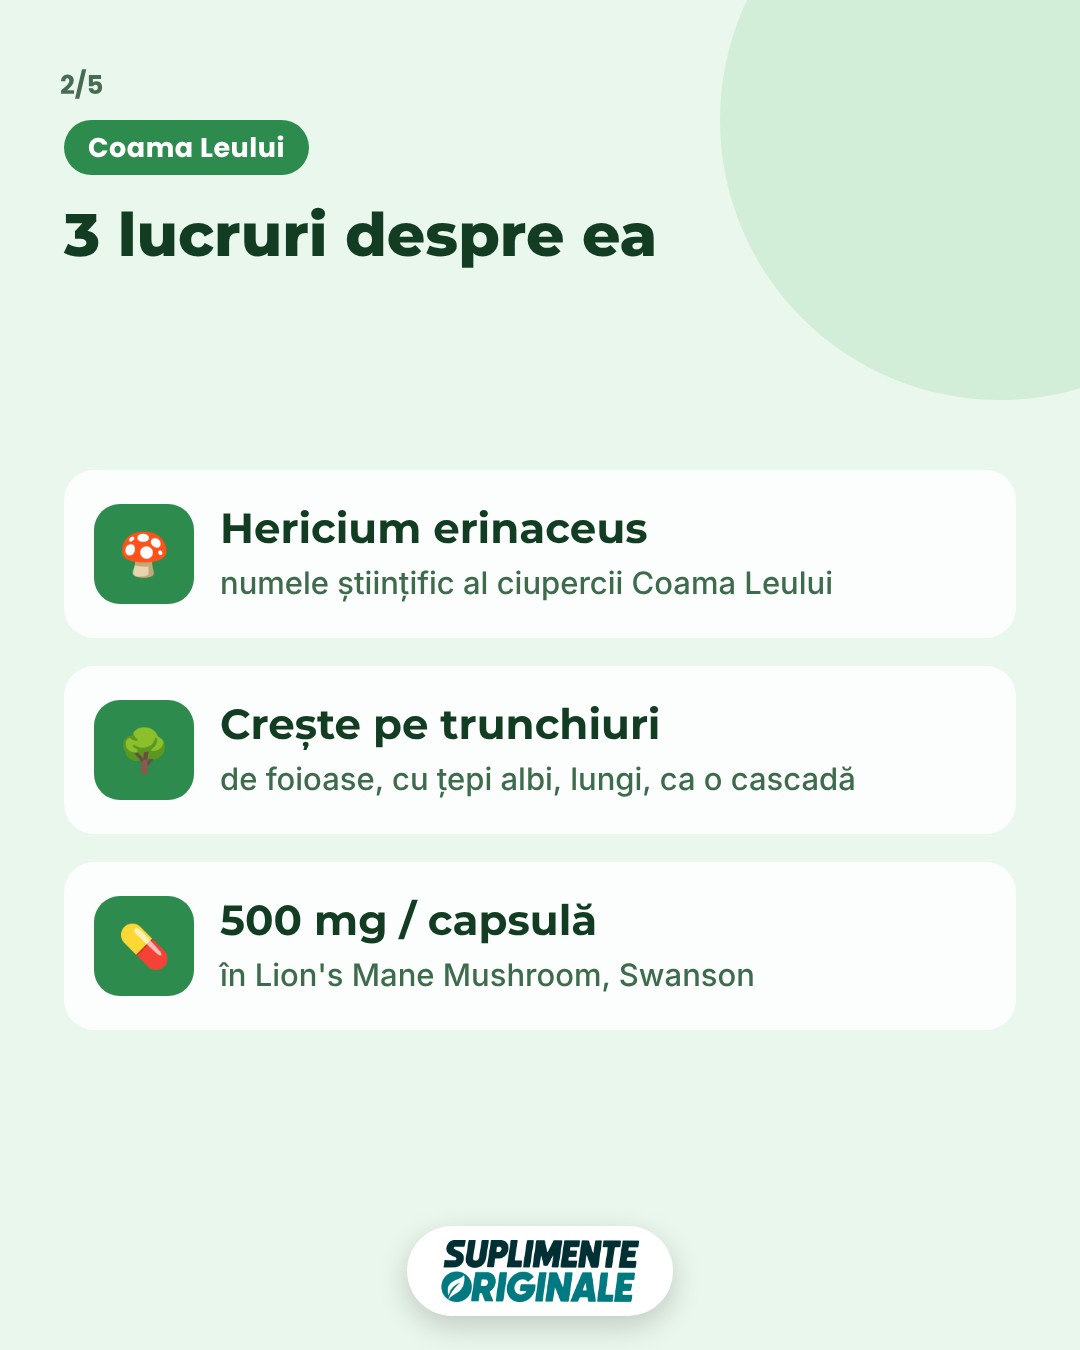 2/5
Coama Leului
3 lucruri despre ea
Hericium erinaceus
numele științific al ciupercii Coama Leului
Crește pe trunchiuri
de foioase, cu țepi albi, lungi, ca o cascadă
500 mg / capsulă
în Lion's Mane Mushroom, Swanson
SUPLIMENTE
ORIGINALE